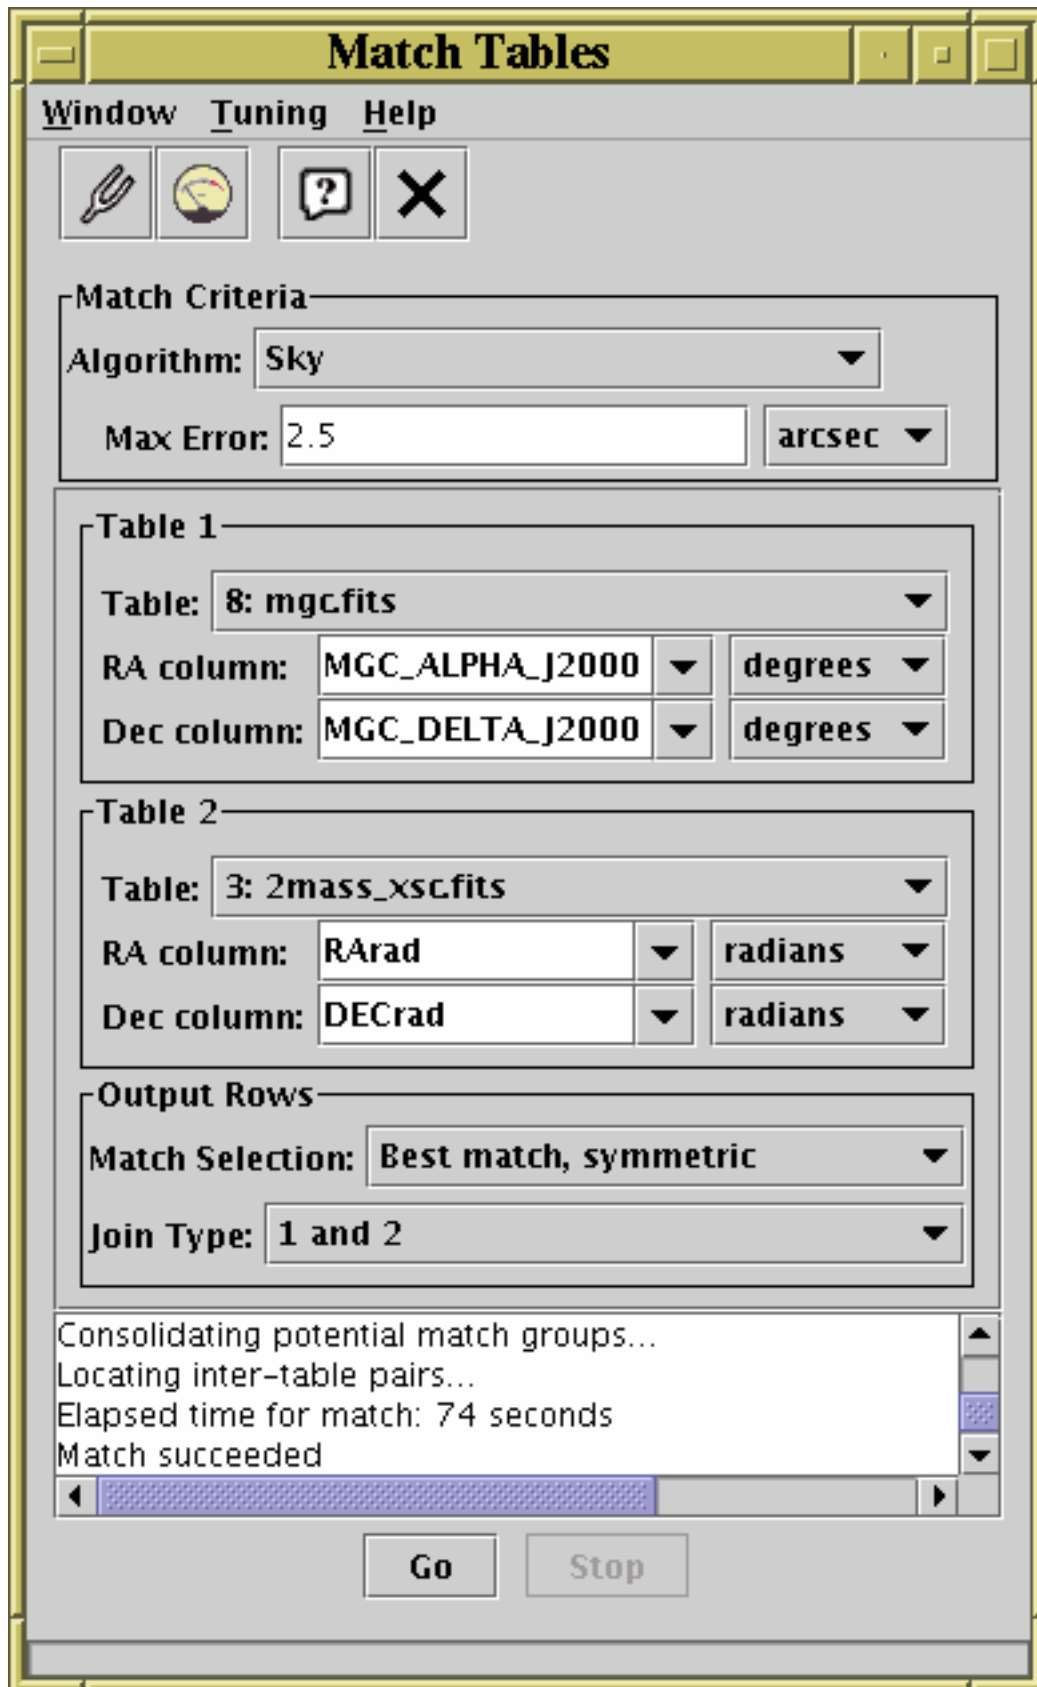 Match Tables
Window Tuning Help
Match Criteria
Algorithm: Sky
Max Error: 2.5 arcsec
Table 1
Table: 8: mgc.fits
RA column: MGC_ALPHA_J2000 degrees
Dec column: MGC_DELTA_J2000 degrees
Table 2
Table: 3: 2mass_xsc.fits
RA column: RArad radians
Dec column: DECrad radians
Output Rows
Match Selection: Best match, symmetric
Join Type: 1 and 2
Consolidating potential match groups...
Locating inter-table pairs...
Elapsed time for match: 74 seconds
Match succeeded
Go Stop